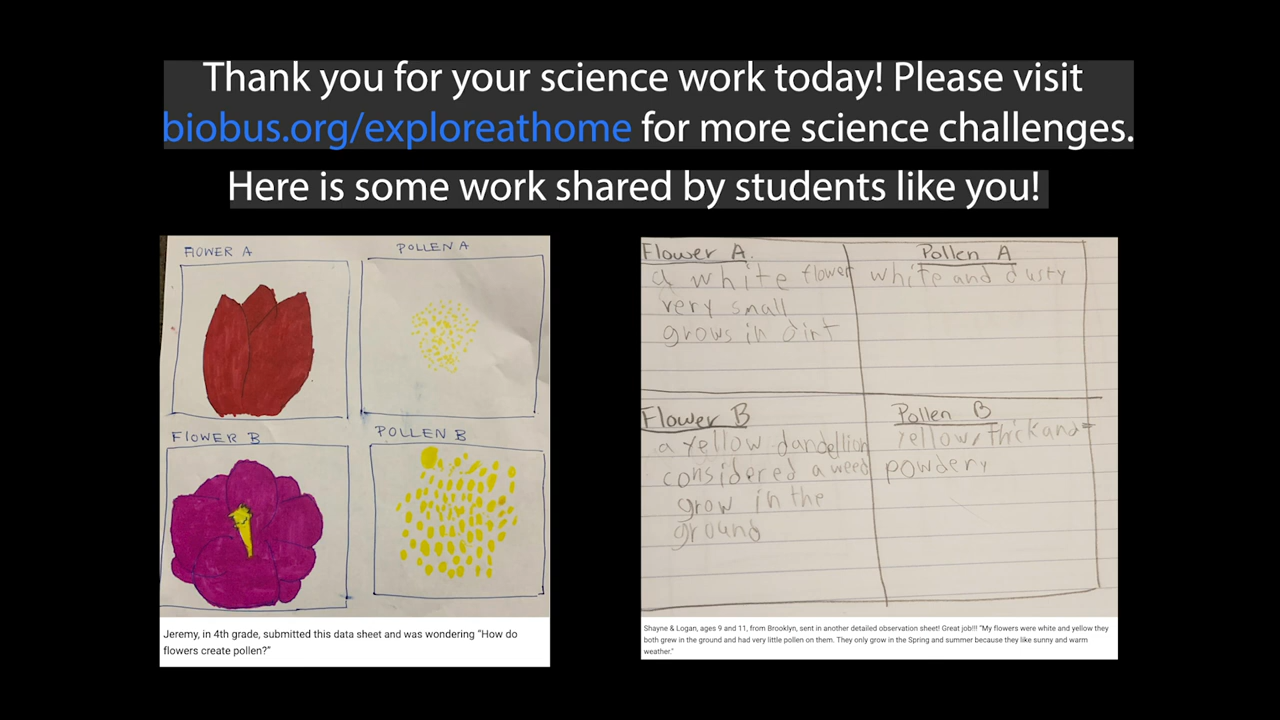 Thank you for your science work today! Please visit
biobus.org/exploreathome for more science challenges.
Here is some work shared by students like you!
FLOWER A
POLLEN A
FLOWER B
POLLEN B
Jeremy, in 4th grade, submitted this data sheet and was wondering "How do
flowers create pollen?"
Flower A.
a white flower
very small
grows in dirt
Pollen A
white and dusty
Flower B
a yellow dandellion
considered a weed
grow in the
ground
Pollen B
yellow, thick and
powdery
Shayne & Logan, ages 9 and 11, from Brooklyn, sent in another detailed observation sheet! Great job!!! "My flowers were white and yellow they
both grew in the ground and had very little pollen on them. They only grow in the Spring and summer because they like sunny and warm
weather."